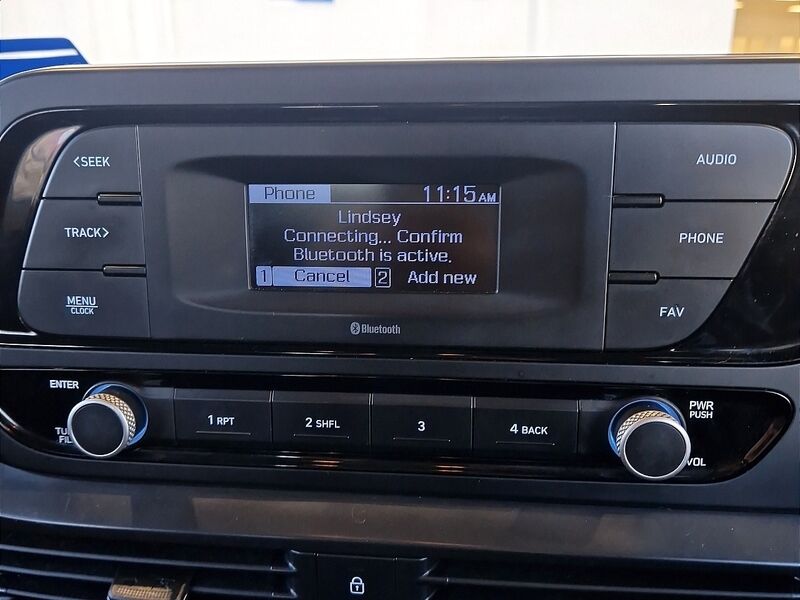 <SEEK
TRACK>
MENU
CLOCK
Phone 11:15AM
Lindsey
Connecting... Confirm
Bluetooth is active.
1 Cancel 2 Add new
Bluetooth
AUDIO
PHONE
FAV
ENTER
1 RPT
2 SHFL
3
4 BACK
PWR
PUSH
VOL